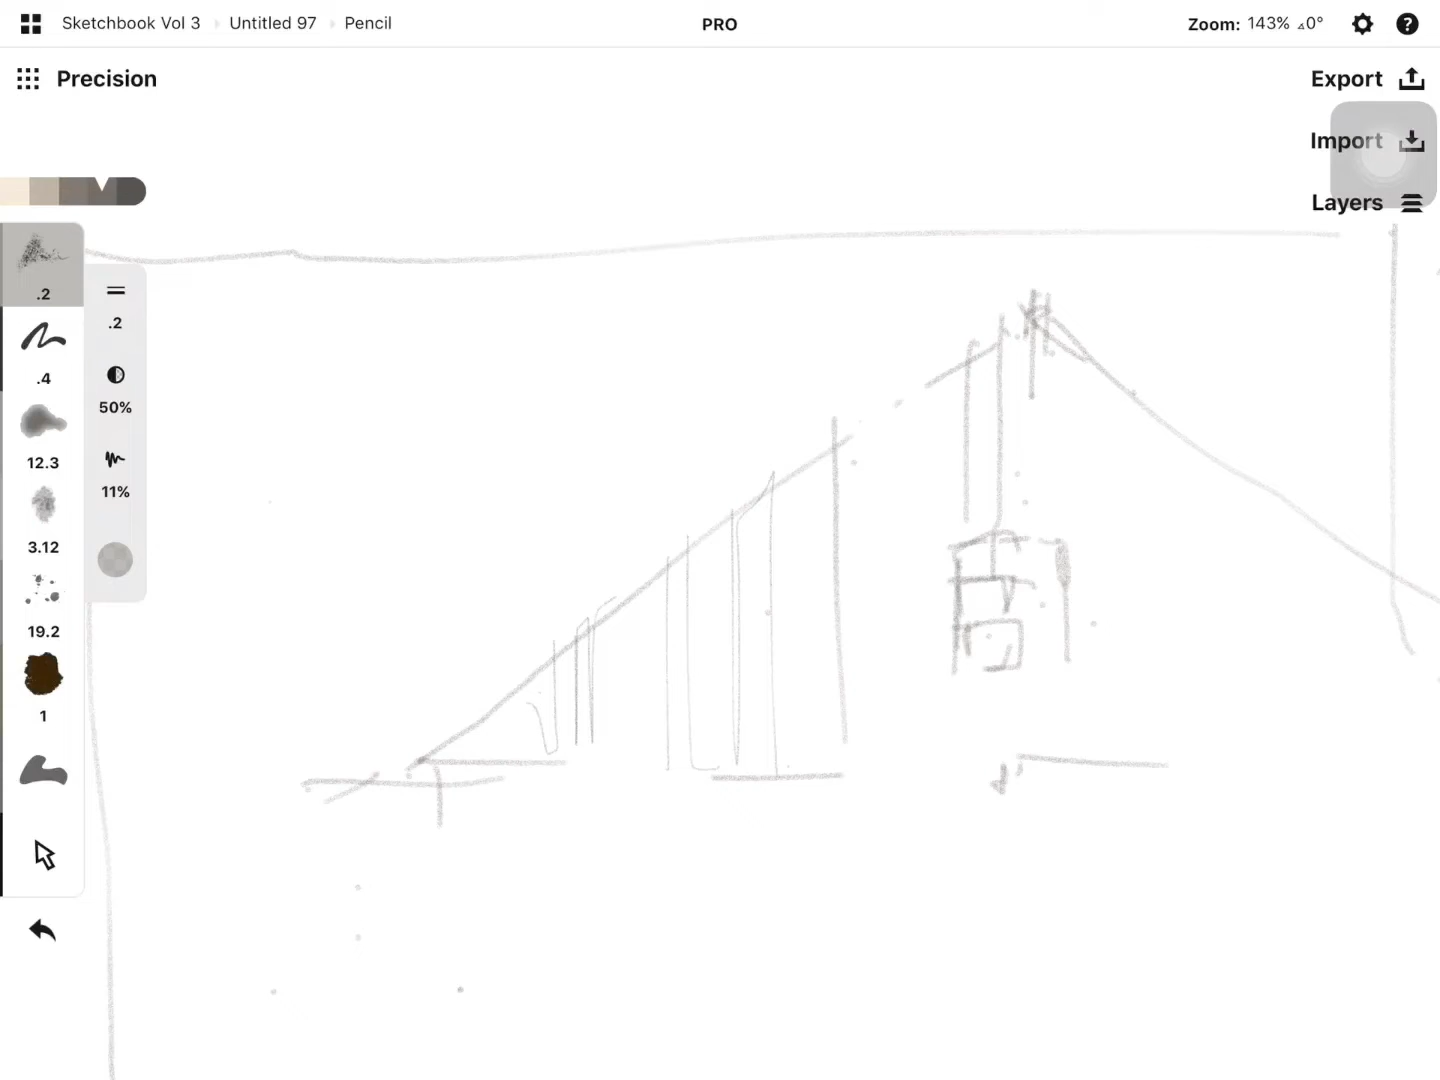 Sketchbook Vol 3 Untitled 97 Pencil PRO Zoom: 143% ⊿0°
Precision
Export
Import
Layers
.2
.4
12.3
3.12
19.2
1
.2
50%
11%